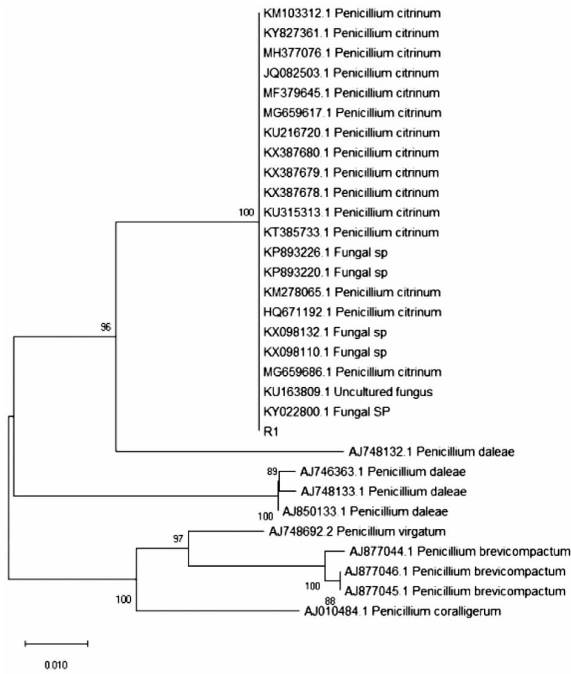 KM103312.1 Penicillium citrinum
KY827361.1 Penicillium citrinum
MH377076.1 Penicillium citrinum
JQ082503.1 Penicillium citrinum
MF379645.1 Penicillium citrinum
MG659617.1 Penicillium citrinum
KU216720.1 Penicillium citrinum
KX387680.1 Penicillium citrinum
KX387679.1 Penicillium citrinum
KX387678.1 Penicillium citrinum
100 KU315313.1 Penicillium citrinum
KT385733.1 Penicillium citrinum
KP893226.1 Fungal sp
KP893220.1 Fungal sp
KM278065.1 Penicillium citrinum
HQ671192.1 Penicillium citrinum
96 KX098132.1 Fungal sp
KX098110.1 Fungal sp
MG659686.1 Penicillium citrinum
KU163809.1 Uncultured fungus
KY022800.1 Fungal SP
R1
AJ748132.1 Penicillium daleae
89 AJ746363.1 Penicillium daleae
AJ748133.1 Penicillium daleae
100 AJ850133.1 Penicillium daleae
AJ748692.2 Penicillium virgatum
97 AJ877044.1 Penicillium brevicompactum
AJ877046.1 Penicillium brevicompactum
100 AJ877045.1 Penicillium brevicompactum
100 88
AJ010484.1 Penicillium coralligerum
0.010